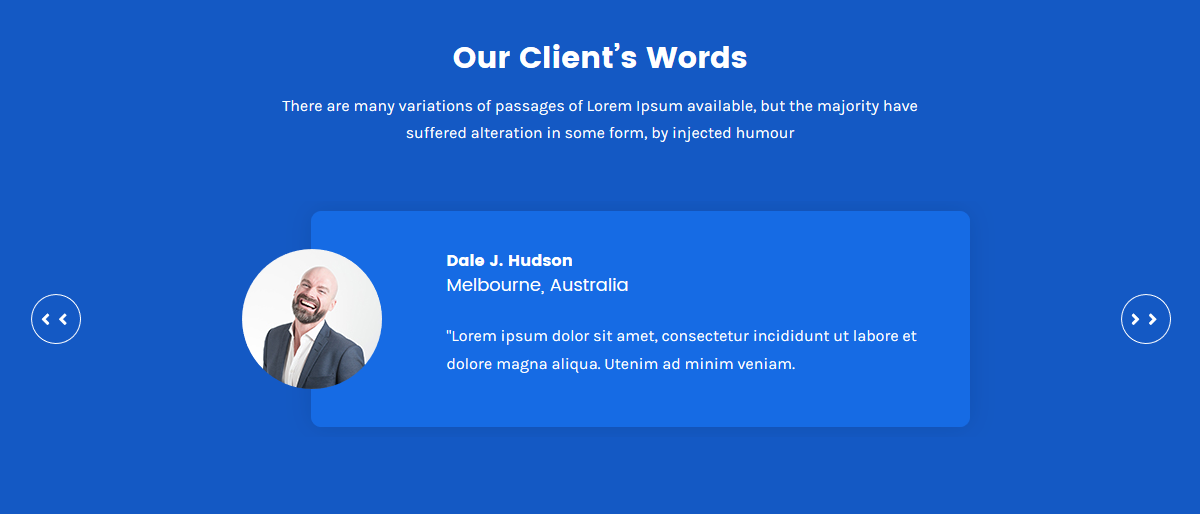 Our Client's Words
There are many variations of passages of Lorem Ipsum available, but the majority have
suffered alteration in some form, by injected humour
Dale J. Hudson
Melbourne, Australia
"Lorem ipsum dolor sit amet, consectetur incididunt ut labore et
dolore magna aliqua. Utenim ad minim veniam.